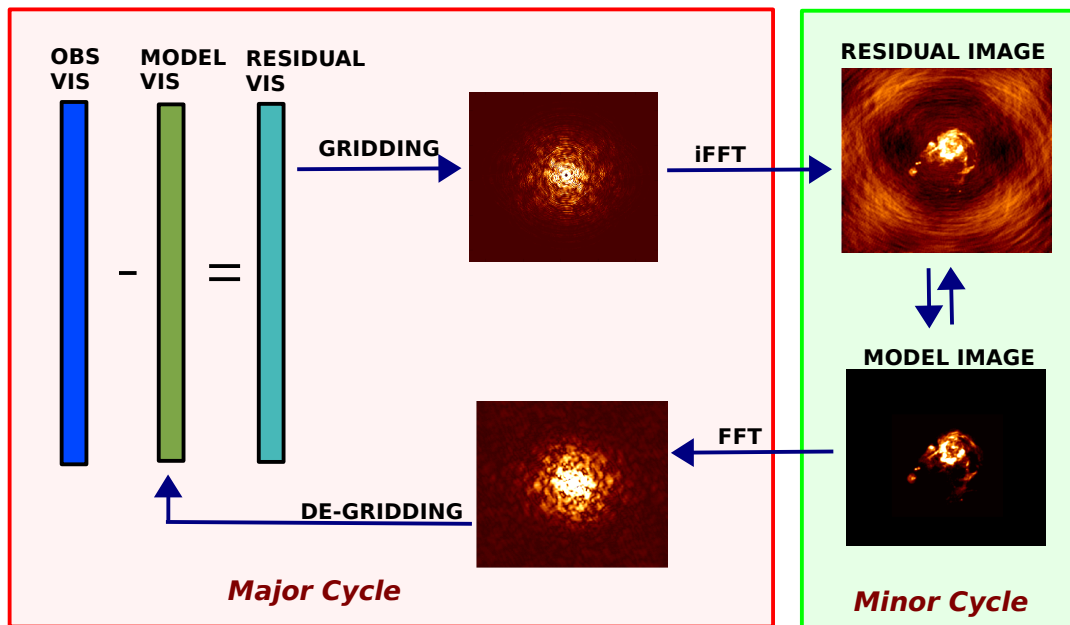 OBS
VIS
MODEL
VIS
RESIDUAL
VIS
–
=
GRIDDING
iFFT
RESIDUAL IMAGE
MODEL IMAGE
FFT
DE-GRIDDING
Major Cycle
Minor Cycle